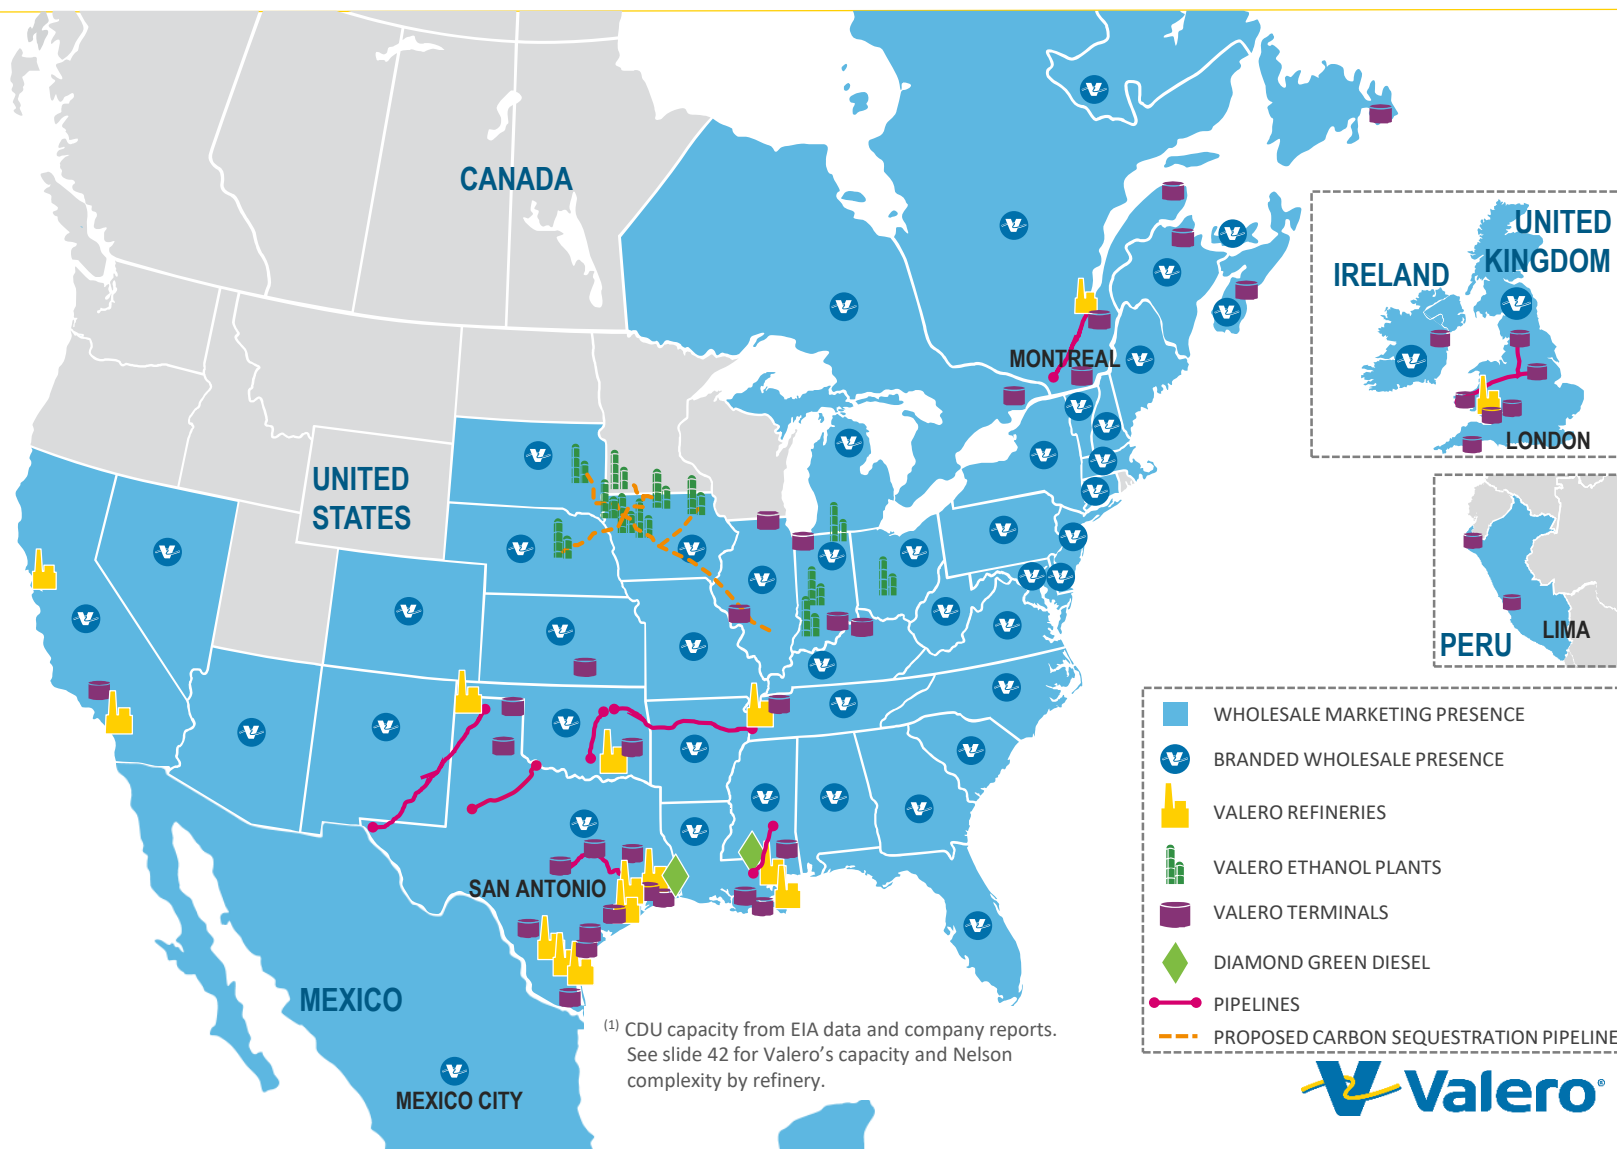 CANADA
UNITED
STATES
MEXICO
MEXICO CITY
SAN ANTONIO
MONTREAL
IRELAND
UNITED
KINGDOM
LONDON
PERU
LIMA
WHOLESALE MARKETING PRESENCE
BRANDED WHOLESALE PRESENCE
VALERO REFINERIES
VALERO ETHANOL PLANTS
VALERO TERMINALS
DIAMOND GREEN DIESEL
PIPELINES
PROPOSED CARBON SEQUESTRATION PIPELINE
(1) CDU capacity from EIA data and company reports.
See slide 42 for Valero’s capacity and Nelson
complexity by refinery.
Valero®